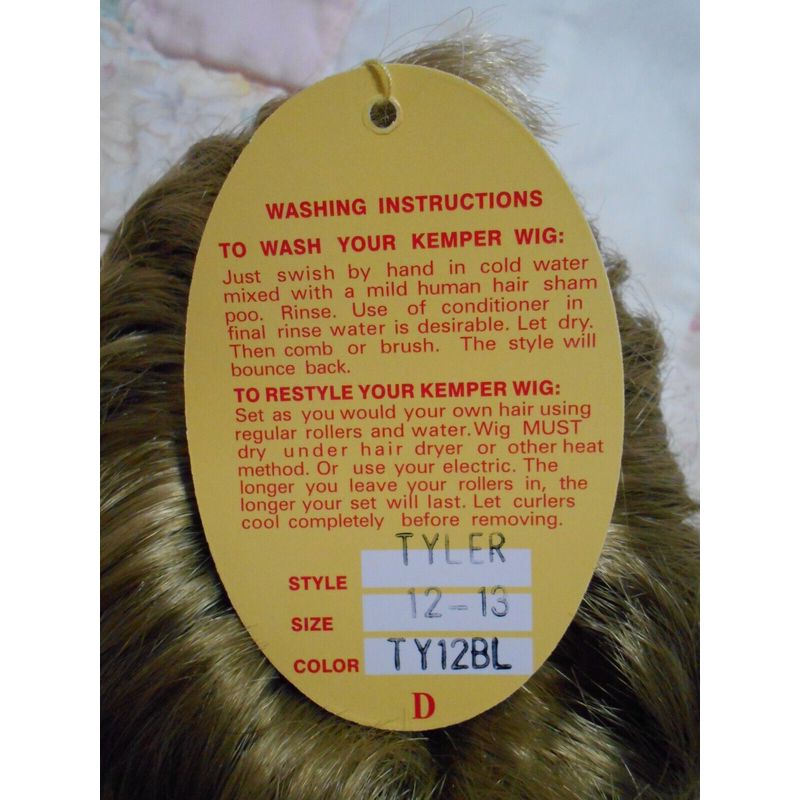 WASHING INSTRUCTIONS
TO WASH YOUR KEMPER WIG:
Just swish by hand in cold water
mixed with a mild human hair sham
poo. Rinse. Use of conditioner in
final rinse water is desirable. Let dry.
Then comb or brush. The style will
bounce back.
TO RESTYLE YOUR KEMPER WIG:
Set as you would your own hair using
regular rollers and water. Wig MUST
dry under hair dryer or other heat
method. Or use your electric. The
longer you leave your rollers in, the
longer your set will last. Let curlers
cool completely before removing.
STYLE TYLER
SIZE 12-13
COLOR TY12BL
D